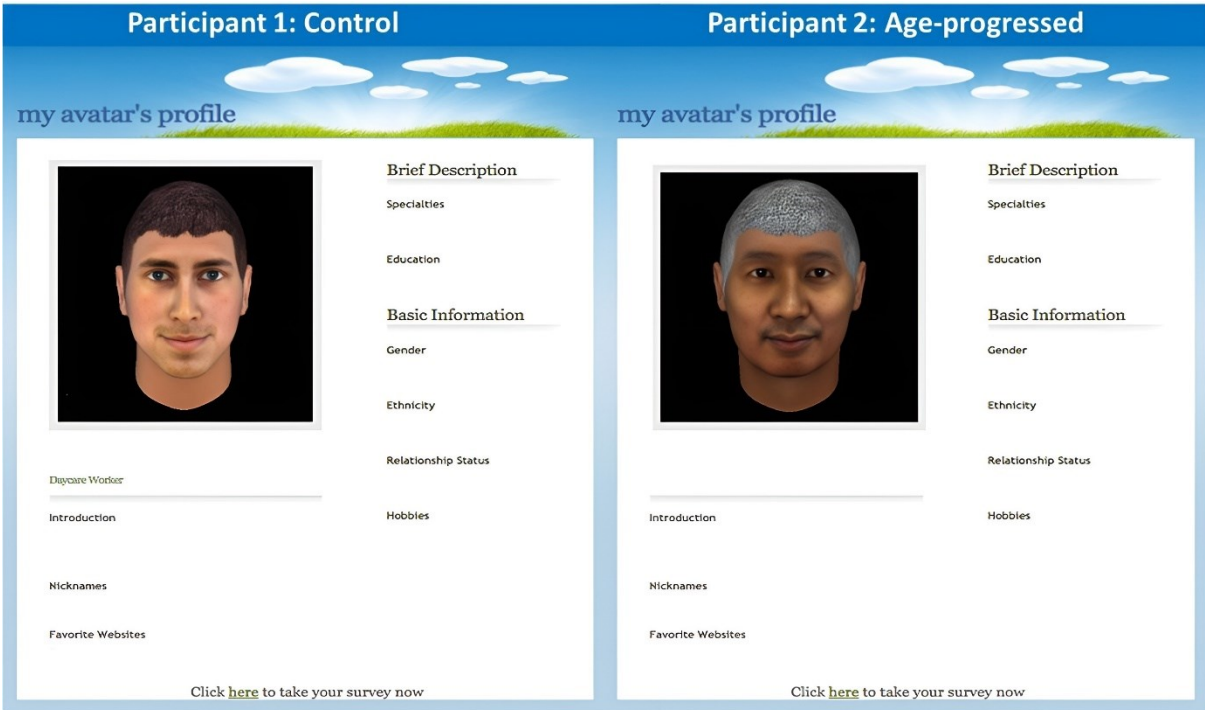 Participant 1: Control
my avatar's profile
Daycare Worker
Introduction
Nicknames
Favorite Websites
Brief Description
Specialties
Education
Basic Information
Gender
Ethnicity
Relationship Status
Hobbies
Click here to take your survey now
Participant 2: Age-progressed
my avatar's profile
Introduction
Nicknames
Favorite Websites
Brief Description
Specialties
Education
Basic Information
Gender
Ethnicity
Relationship Status
Hobbies
Click here to take your survey now